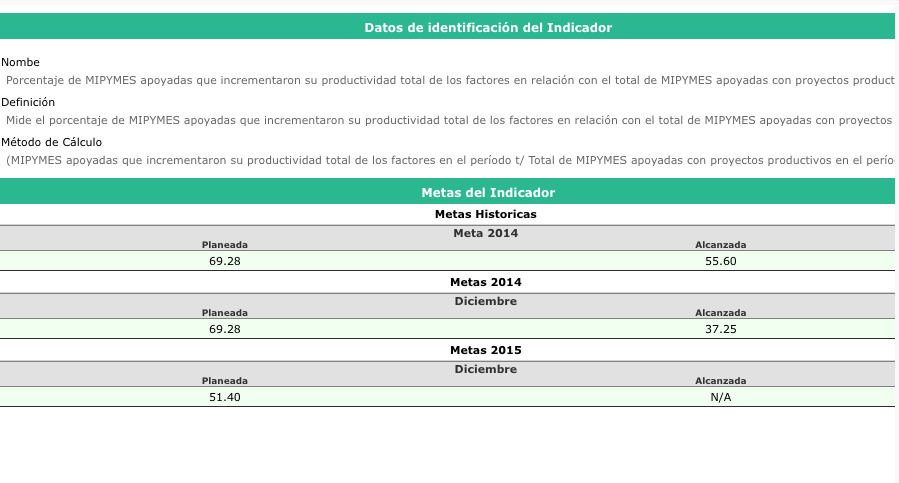 Datos de identificación del Indicador
Nombe
Porcentaje de MIPYMES apoyadas que incrementaron su productividad total de los factores en relación con el total de MIPYMES apoyadas con proyectos product
Definición
Mide el porcentaje de MIPYMES apoyadas que incrementaron su productividad total de los factores en relación con el total de MIPYMES apoyadas con proyectos
Método de Cálculo
(MIPYMES apoyadas que incrementaron su productividad total de los factores en el período t/ Total de MIPYMES apoyadas con proyectos productivos en el perío
Metas del Indicador
Metas Historicas
Meta 2014
Planeada Alcanzada
69.28 55.60
Metas 2014
Diciembre
Planeada Alcanzada
69.28 37.25
Metas 2015
Diciembre
Planeada Alcanzada
51.40 N/A